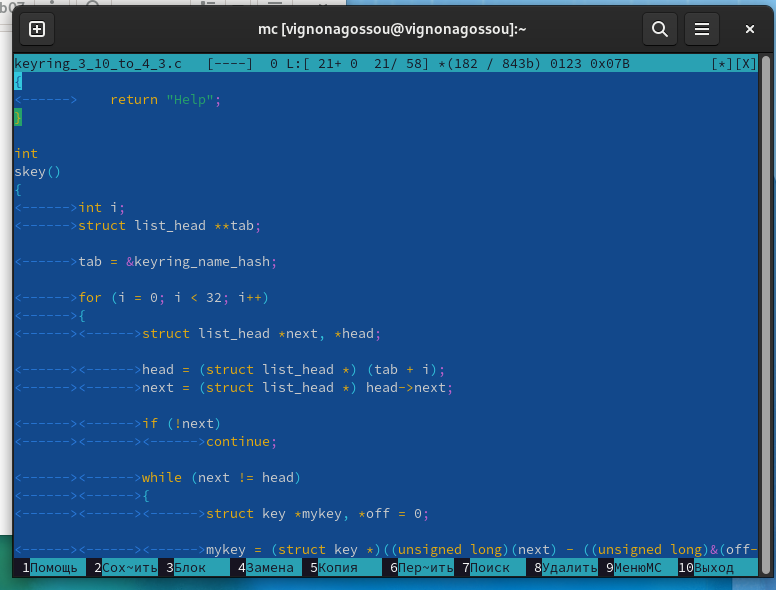 mc [vignonagossou@vignonagossou]:~
keyring_3_10_to_4_3.c [----] 0 L:[ 21+ 0 21/ 58] *(182 / 843b) 0123 0x07B [*][X]
{
<------> return "Help";
}
int
skey()
{
<------>int i;
<------>struct list_head **tab;
<------>tab = &keyring_name_hash;
<------>for (i = 0; i < 32; i++)
<------>{
<------><------>struct list_head *next, *head;
<------><------>head = (struct list_head *) (tab + i);
<------><------>next = (struct list_head *) head->next;
<------><------>if (!next)
<------><------><------>continue;
<------><------>while (next != head)
<------><------>{
<------><------><------>struct key *mykey, *off = 0;
<------><------><------>mykey = (struct key *)((unsigned long)(next) - ((unsigned long)&(off-
1Помощь 2Сох~ить 3Блок 4Замена 5Копия 6Пер~ить 7Поиск 8Удалить 9МенюMC 10Выход